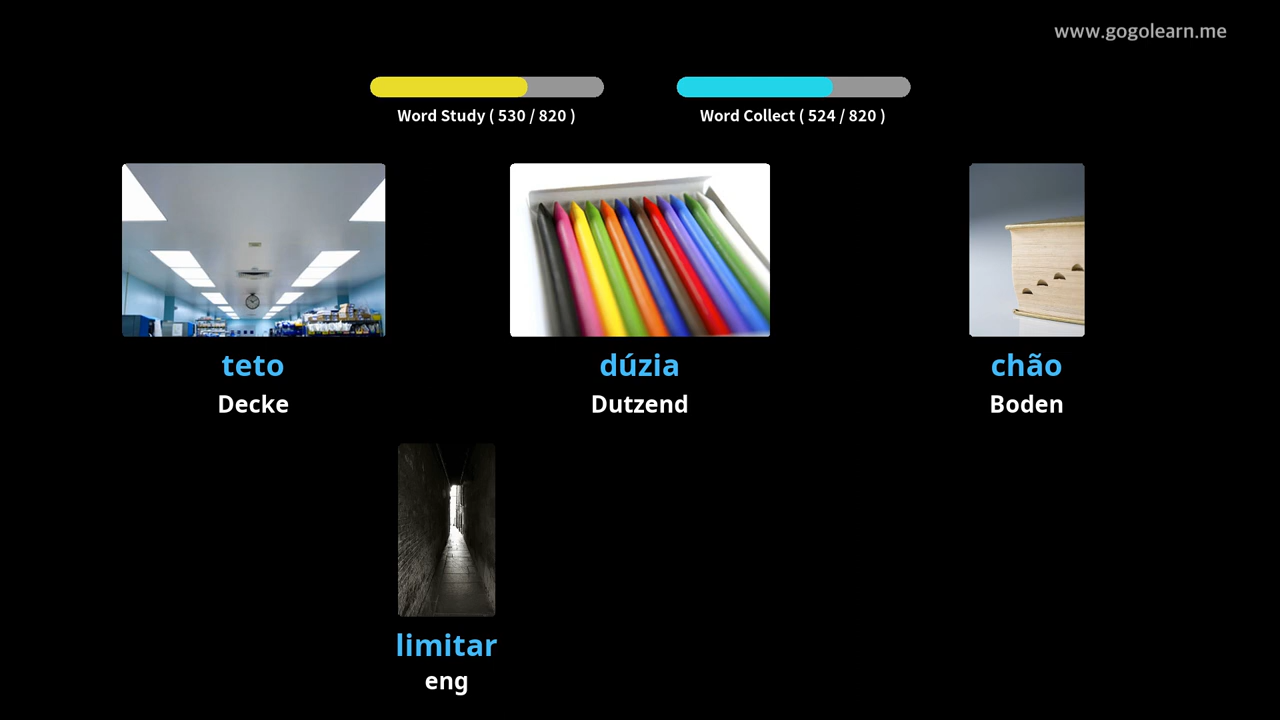 www.gogolearn.me
Word Study ( 530 / 820 )
Word Collect ( 524 / 820 )
teto
Decke
dúzia
Dutzend
chão
Boden
limitar
eng